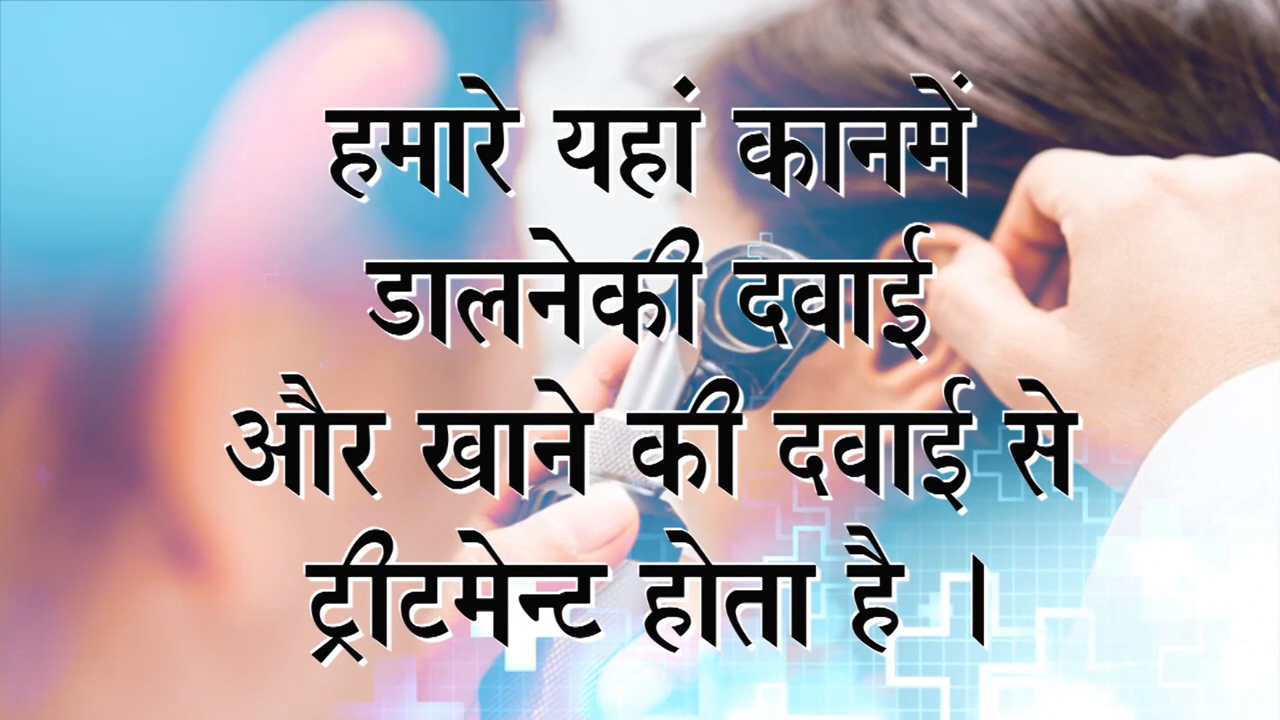 हमारे यहां कानमें
डालनेकी दवाई
और खाने की दवाई से
ट्रीटमेन्ट होता है ।